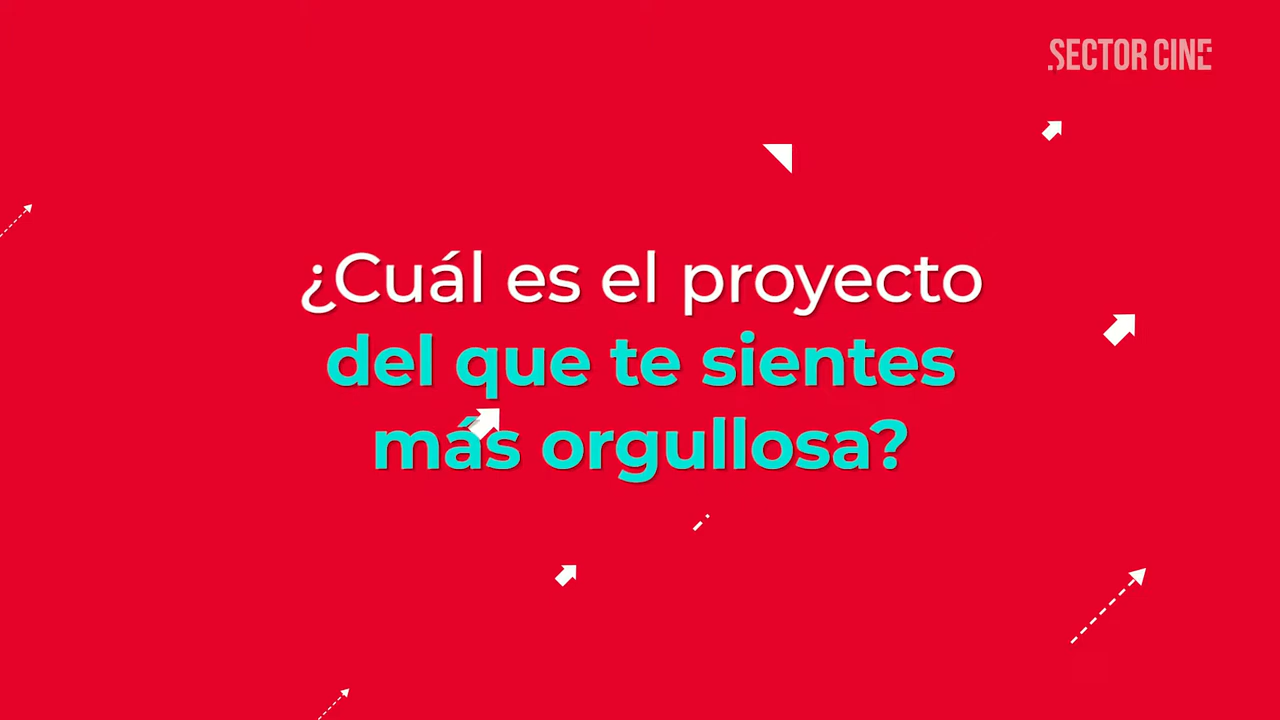 SECTOR CINE
¿Cuál es el proyecto
del que te sientes
más orgullosa?